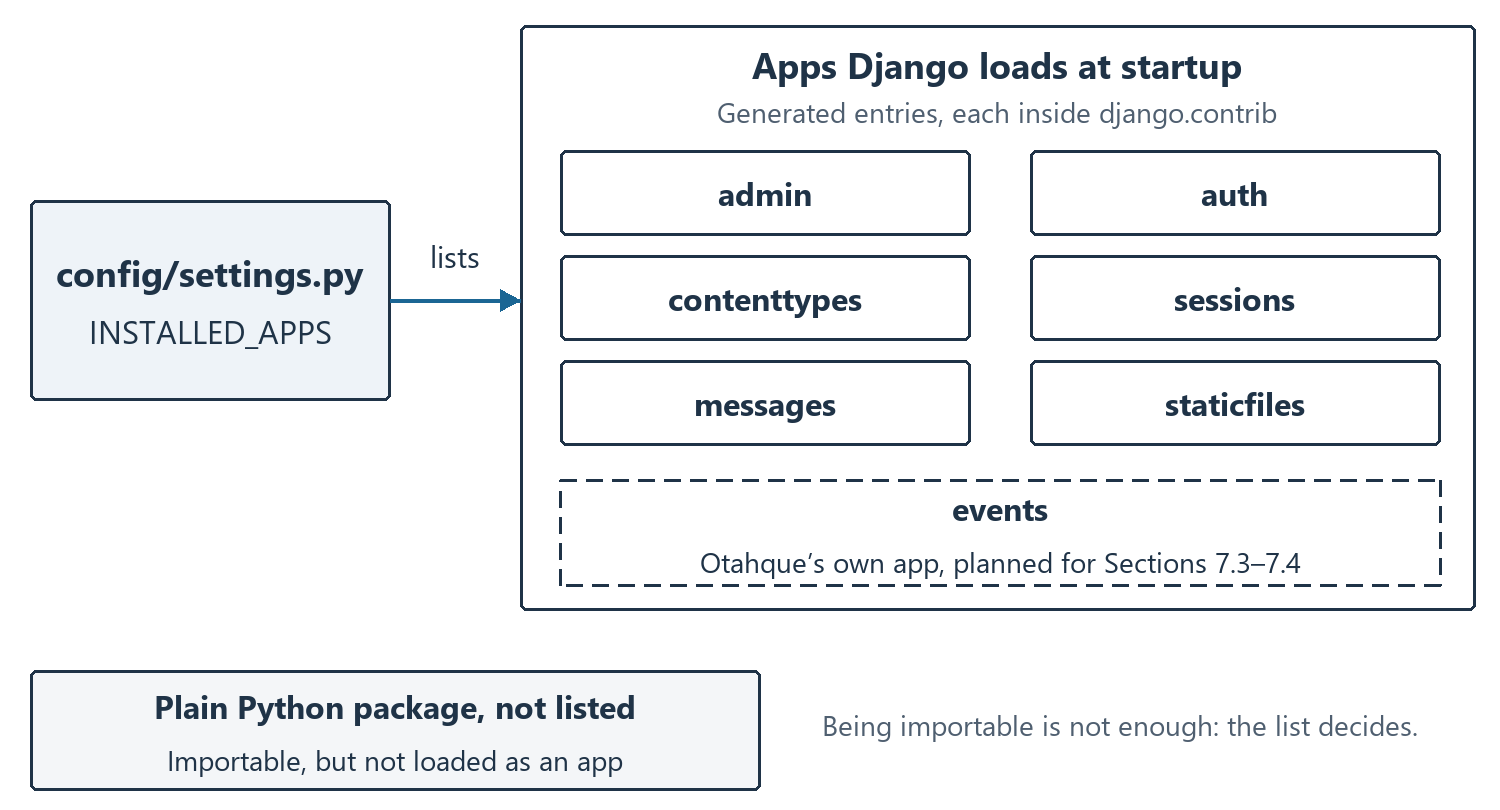 Apps Django loads at startup
Generated entries, each inside django.contrib
admin
auth
config/settings.py
INSTALLED_APPS
lists
contenttypes
sessions
messages
staticfiles
events
Otahque’s own app, planned for Sections 7.3–7.4
Plain Python package, not listed
Importable, but not loaded as an app
Being importable is not enough: the list decides.